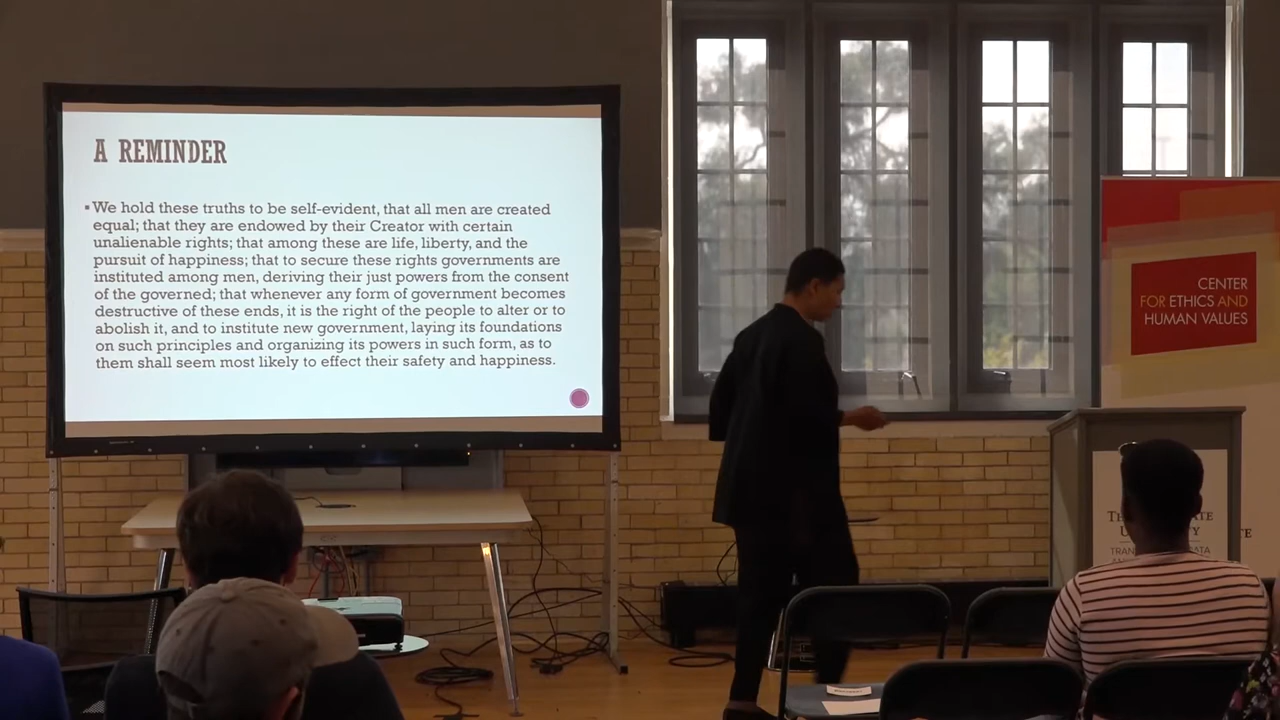 A REMINDER
▪ We hold these truths to be self-evident, that all men are created
equal; that they are endowed by their Creator with certain
unalienable rights; that among these are life, liberty, and the
pursuit of happiness; that to secure these rights governments are
instituted among men, deriving their just powers from the consent
of the governed; that whenever any form of government becomes
destructive of these ends, it is the right of the people to alter or to
abolish it, and to institute new government, laying its foundations
on such principles and organizing its powers in such form, as to
them shall seem most likely to effect their safety and happiness.
CENTER
FOR ETHICS AND
HUMAN VALUES